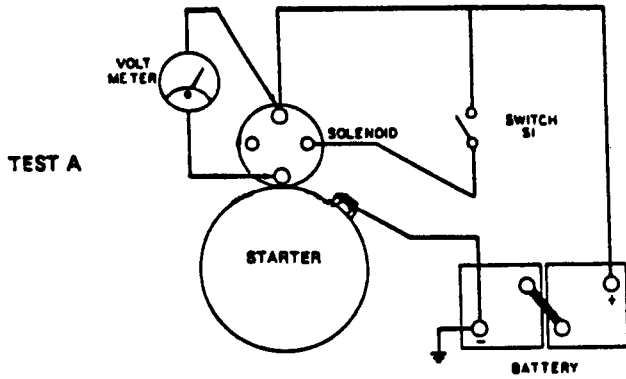 VOLT
METER
SOLENOID
SWITCH
S1
TEST A
STARTER
+
-
BATTERY